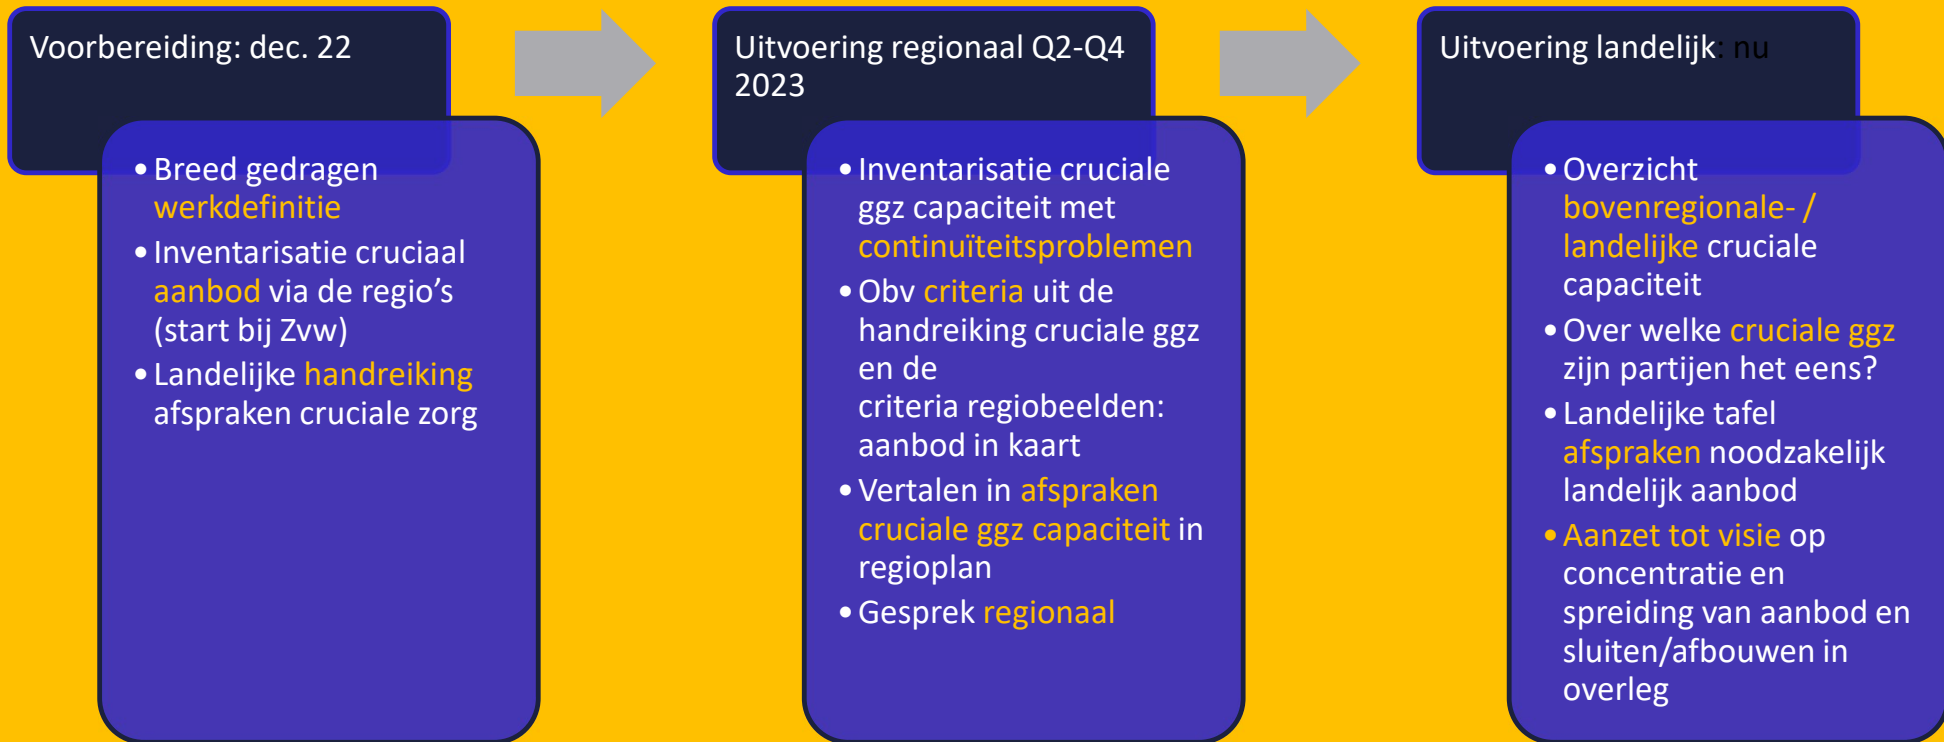 Voorbereiding: dec. 22
• Breed gedragen
werkdefinitie
• Inventarisatie cruciaal
aanbod via de regio’s
(start bij Zvw)
• Landelijke handreiking
afspraken cruciale zorg
Uitvoering regionaal Q2-Q4
2023
• Inventarisatie cruciale
ggz capaciteit met
continuïteitsproblemen
• Obv criteria uit de
handreiking cruciale ggz
en de
criteria regiobeelden:
aanbod in kaart
• Vertalen in afspraken
cruciale ggz capaciteit in
regioplan
• Gesprek regionaal
Uitvoering landelijk: nu
• Overzicht
bovenregionale- /
landelijke cruciale
capaciteit
• Over welke cruciale ggz
zijn partijen het eens?
• Landelijke tafel
afspraken noodzakelijk
landelijk aanbod
• Aanzet tot visie op
concentratie en
spreiding van aanbod en
sluiten/afbouwen in
overleg